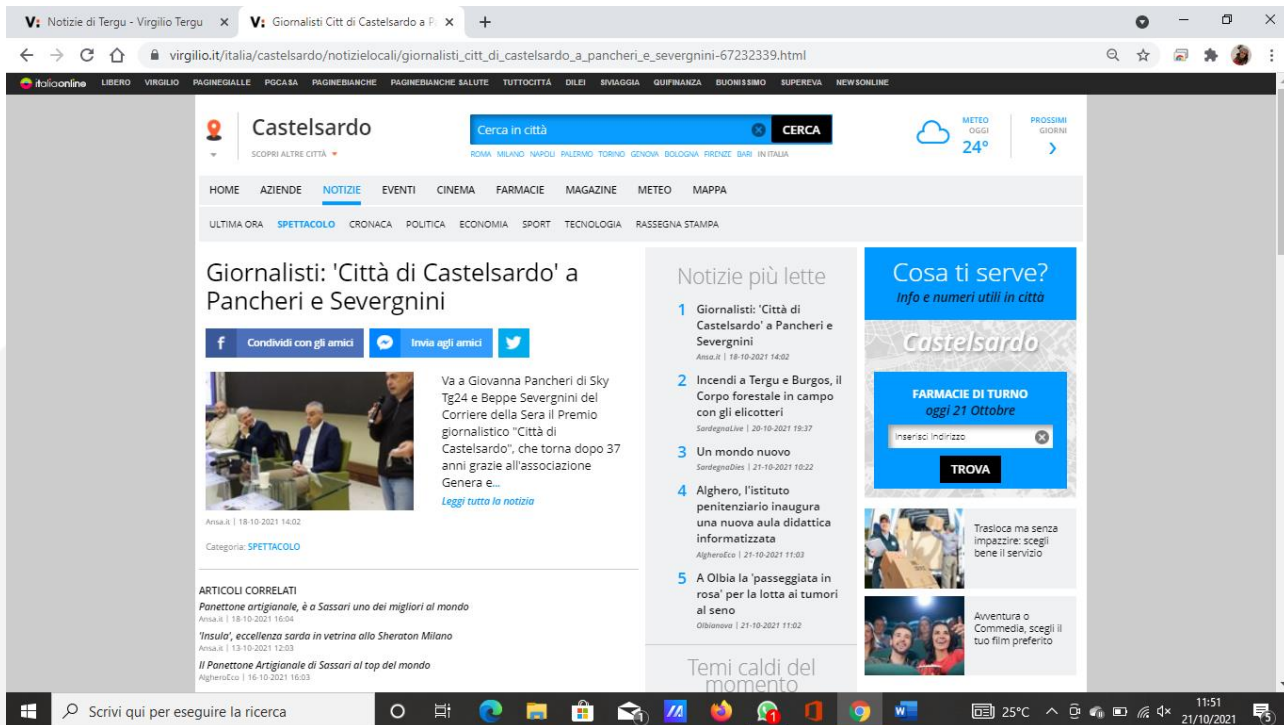 Notizie di Tergu - Virgilio Tergu
Giornalisti Citt di Castelsardo a P
virgilio.it/italia/castelsardo/notizielocali/giornalisti_citt_di_castelsardo_a_pancheri_e_severgnini-67232339.html
italiaonline LIBERO VIRGILIO PAGINEGIALLE PGCASA PAGINEBIANCHE PAGINEBIANCHE SALUTE TUTTOCITTÀ DILEI SIVIAGGIA QUIFINANZA BUONISSIMO SUPEREVA NEWSONLINE
Castelsardo
SCOPRI ALTRE CITTÀ
Cerca in città
CERCA
ROMA MILANO NAPOLI PALERMO TORINO GENOVA BOLOGNA FIRENZE BARI IN ITALIA
METEO
OGGI
24°
PROSSIMI
GIORNI
HOME AZIENDE NOTIZIE EVENTI CINEMA FARMACIE MAGAZINE METEO MAPPA
ULTIMA ORA SPETTACOLO CRONACA POLITICA ECONOMIA SPORT TECNOLOGIA RASSEGNA STAMPA
Giornalisti: 'Città di Castelsardo' a
Pancheri e Severgnini
Condividi con gli amici
Invia agli amici
Va a Giovanna Pancheri di Sky
Tg24 e Beppe Severgnini del
Corriere della Sera il Premio
giornalistico "Città di
Castelsardo", che torna dopo 37
anni grazie all'associazione
Genera e...
Leggi tutta la notizia
Ansa.it | 18-10-2021 14:02
Categoria: SPETTACOLO
ARTICOLI CORRELATI
Panettone artigianale, è a Sassari uno dei migliori al mondo
Ansa.it | 18-10-2021 16:04
'Insula', eccellenza sarda in vetrina allo Sheraton Milano
Ansa.it | 13-10-2021 12:03
Il Panettone Artigianale di Sassari al top del mondo
AlgheroEco | 16-10-2021 16:03
Notizie più lette
1 Giornalisti: 'Città di
Castelsardo' a Pancheri e
Severgnini
Ansa.it | 18-10-2021 14:02
2 Incendi a Tergu e Burgos, il
Corpo forestale in campo
con gli elicotteri
SardegnaLive | 20-10-2021 19:37
3 Un mondo nuovo
SardegnaDies | 21-10-2021 10:22
4 Alghero, l'istituto
penitenziario inaugura
una nuova aula didattica
informatizzata
AlgheroEco | 21-10-2021 11:03
5 A Olbia la 'passeggiata in
rosa' per la lotta ai tumori
al seno
Olbianova | 21-10-2021 11:02
Temi caldi del
momento
Cosa ti serve?
Info e numeri utili in città
Castelsardo
FARMACIE DI TURNO
oggi 21 Ottobre
Inserisci Indirizzo
TROVA
Trasloca ma senza
impazzire: scegli
bene il servizio
Avventura o
Commedia, scegli il
tuo film preferito
Scrivi qui per eseguire la ricerca
25°C
11:51
21/10/2021